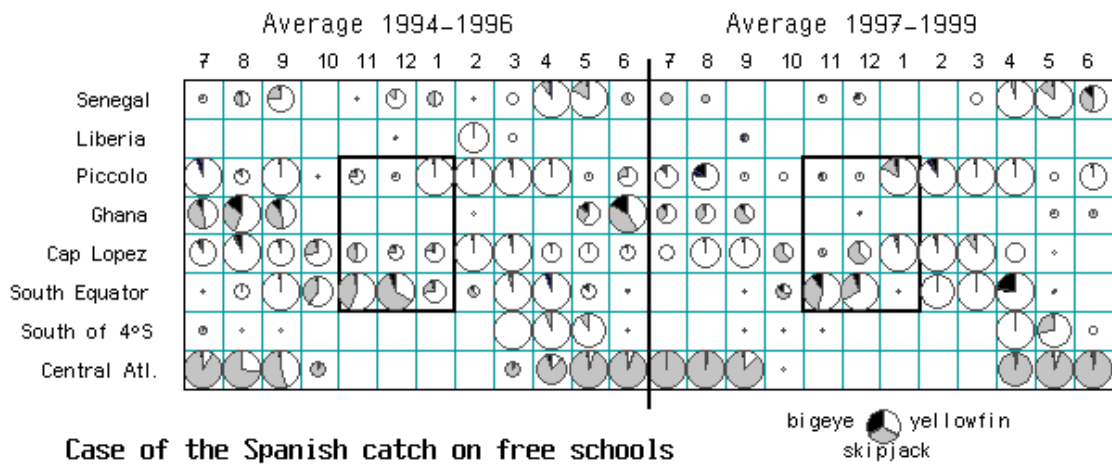 Average 1994-1996 Average 1997-1999
7 8 9 10 11 12 1 2 3 4 5 6 7 8 9 10 11 12 1 2 3 4 5 6
Senegal
Liberia
Piccolo
Ghana
Cap Lopez
South Equator
South of 4ºS
Central Atl.
bigeye yellowfin
skipjack
Case of the Spanish catch on free schools